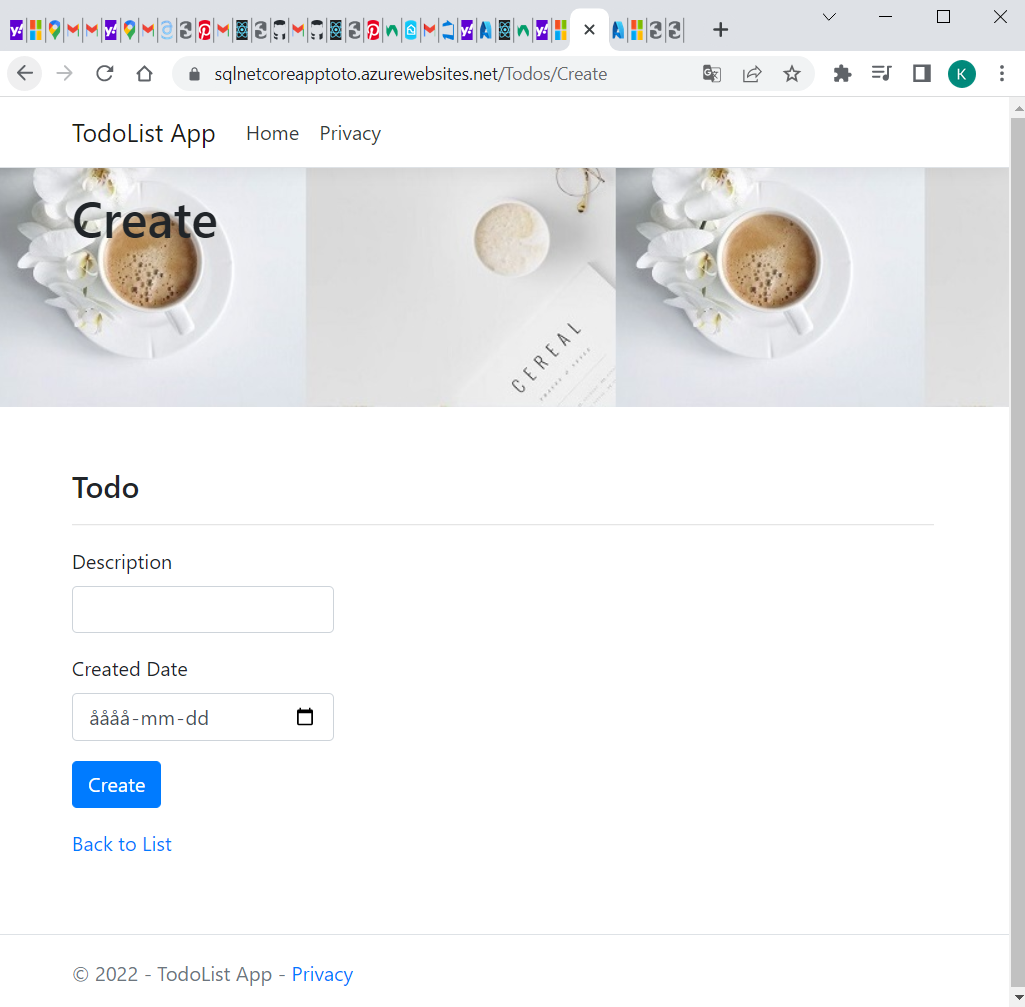 sqlnetcoreapptoto.azurewebsites.net/Todos/Create
K
TodoList App Home Privacy
Create
CEREAL
Todo
Description
Created Date
åååå-mm-dd
Create
Back to List
© 2022 - TodoList App - Privacy